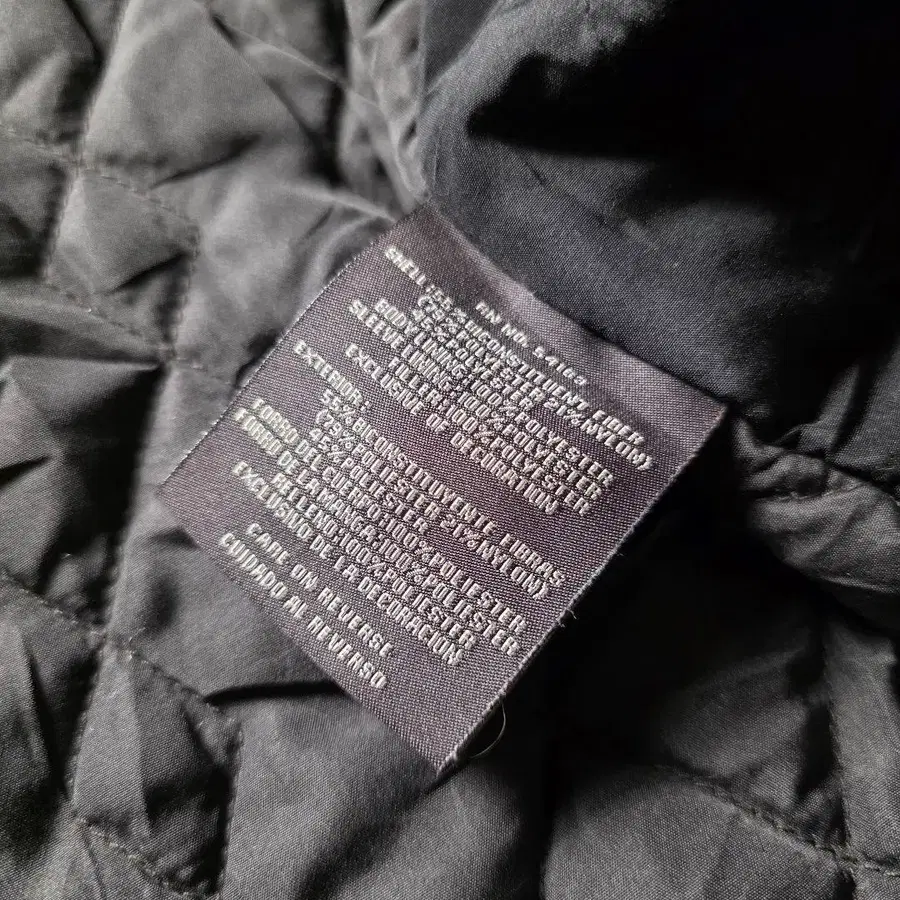 RN NO. 54163
SHELL: 55% BICONSTITUENT FIBER
(79% POLYESTER 21% NYLON)
45% POLYESTER
BODY LINING: 100% POLYESTER
SLEEVE LINING: 100% POLYESTER
FILLER: 100% POLYESTER
EXCLUSIVE OF DECORATION
EXTERIOR:
55% BICONSTITUYENTE FIBRAS
(79% POLIESTER 21% NYLON)
45% POLIESTER
FORRO DEL CUERPO: 100% POLIESTER
FORRO DE LA MANGA: 100% POLIESTER
RELLENO: 100% POLIESTER
EXCLUSIVO DE LA DECORACION
CARE ON REVERSE
CUIDADO AL REVERSO